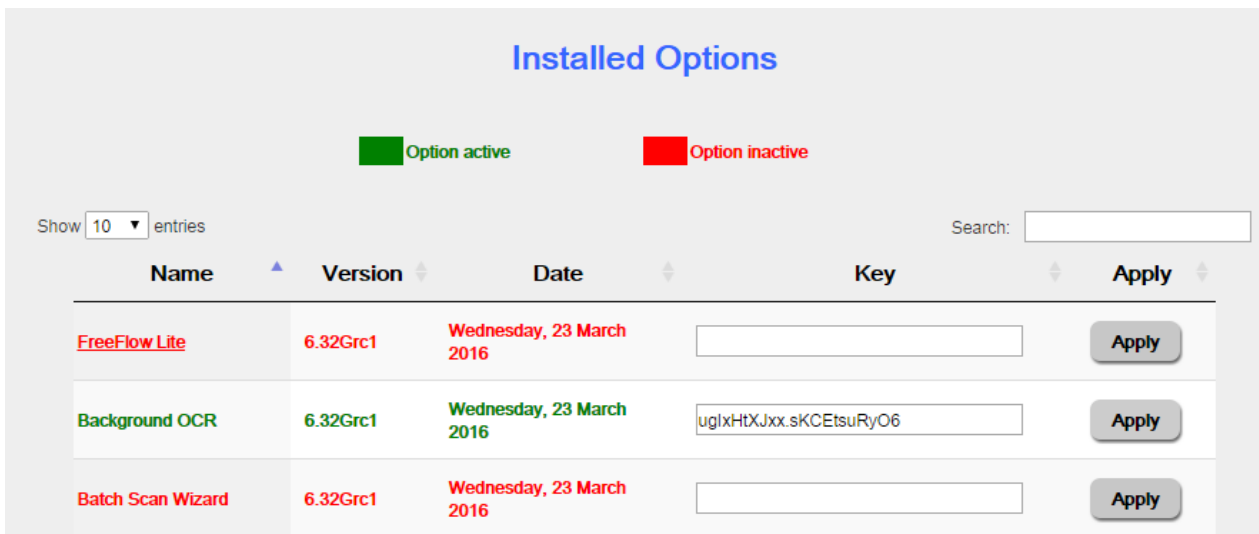 Installed Options
Option active Option inactive
Show 10 entries Search:
Name Version Date Key Apply
FreeFlow Lite 6.32Grc1 Wednesday, 23 March 2016 Apply
Background OCR 6.32Grc1 Wednesday, 23 March 2016 ugIxHtXJxx.sKCEtsuRyO6 Apply
Batch Scan Wizard 6.32Grc1 Wednesday, 23 March 2016 Apply